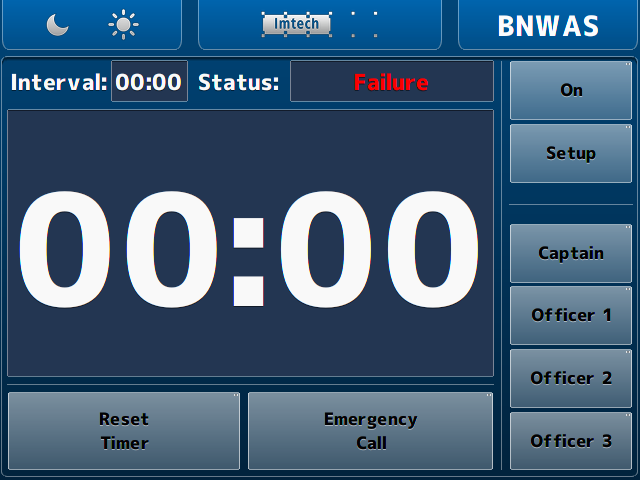 Imtech
BNWAS
Interval: 00:00 Status: Failure
00:00
On
Setup
Captain
Officer 1
Officer 2
Officer 3
Reset
Timer
Emergency
Call